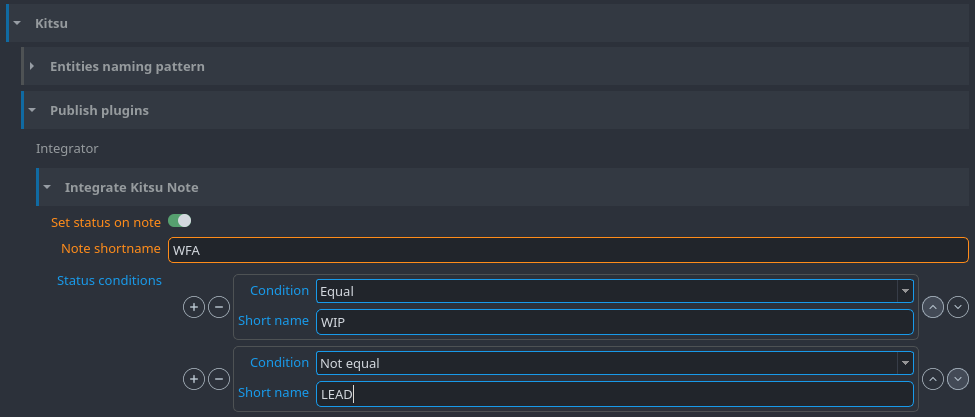 Kitsu
Entities naming pattern
Publish plugins
Integrator
Integrate Kitsu Note
Set status on note
Note shortname WFA
Status conditions
Condition Equal
Short name WIP
Condition Not equal
Short name LEAD